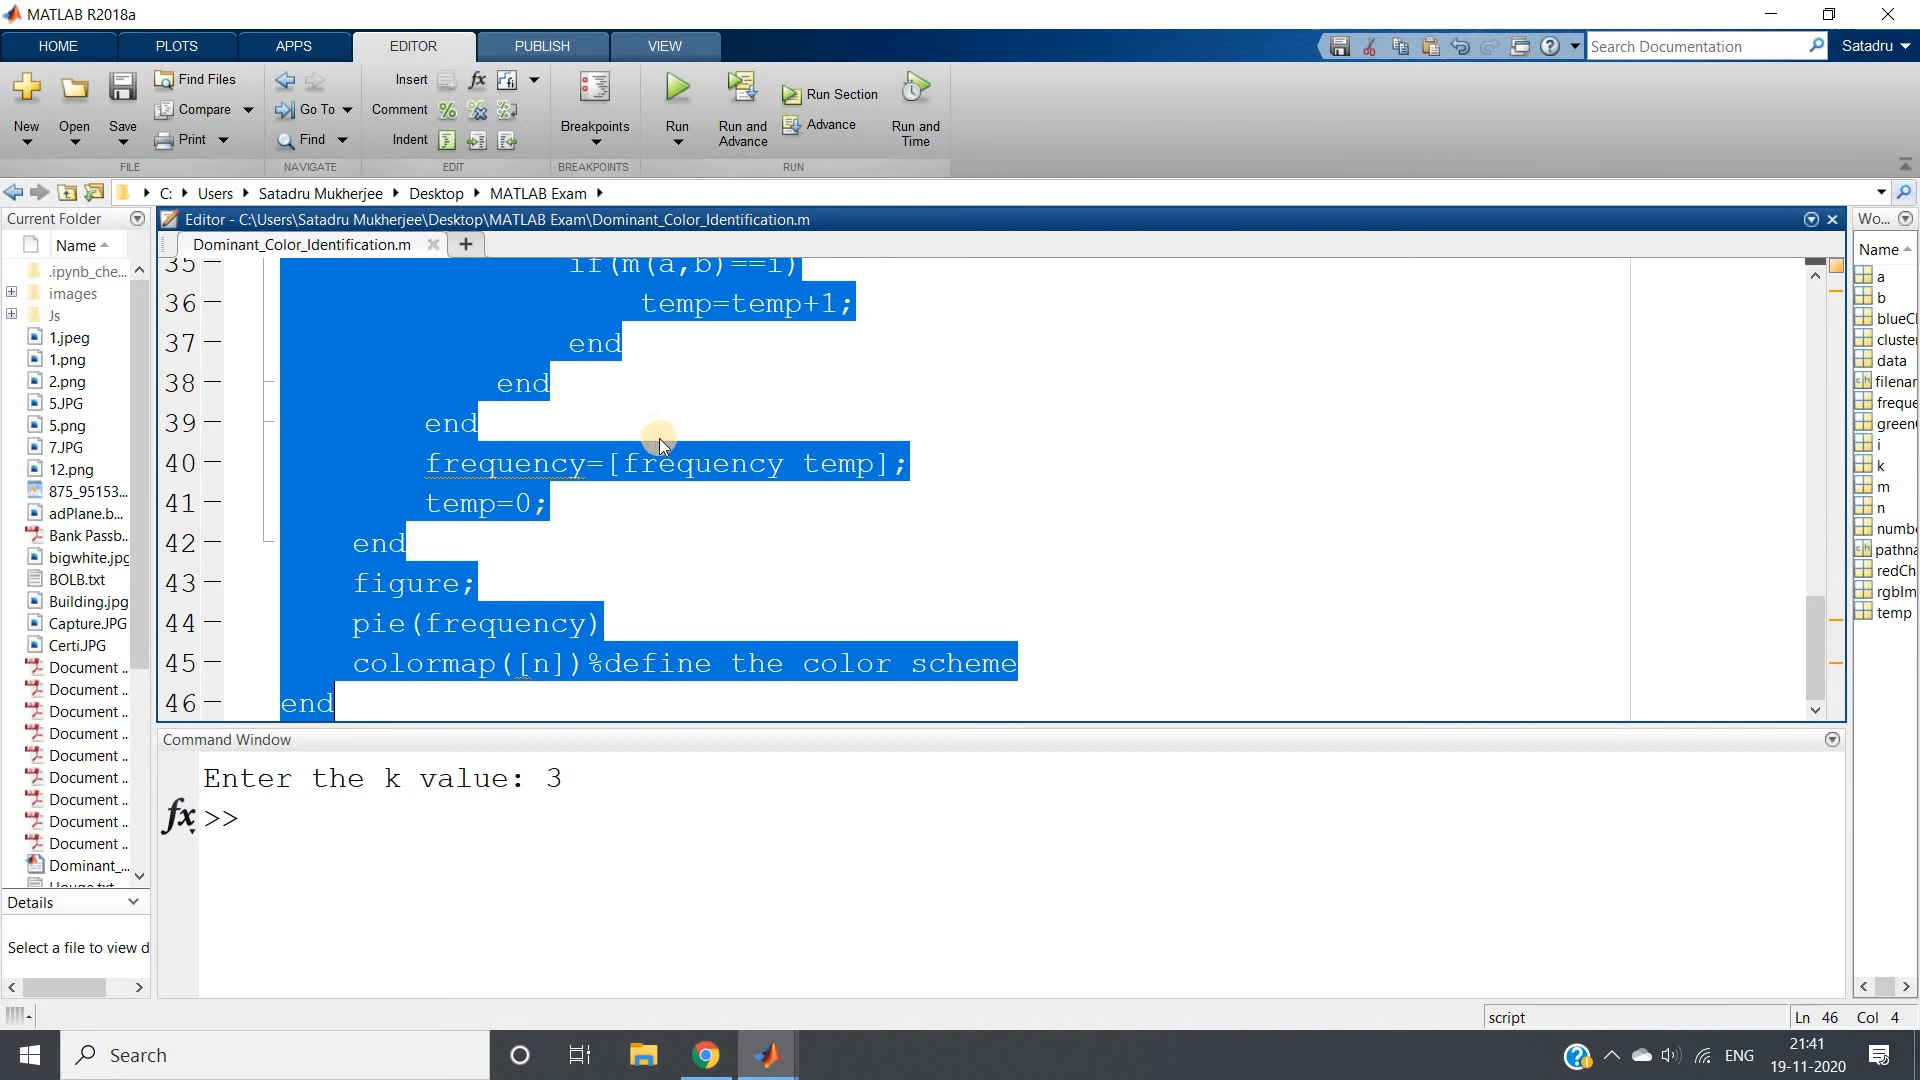 MATLAB R2018a
HOME PLOTS APPS EDITOR PUBLISH VIEW
Search Documentation Satadru
Find Files Insert fx
Compare Go To Comment Run Section
Print Find Indent Advance
New Open Save Breakpoints Run Run and Advance Run and Time
FILE NAVIGATE EDIT BREAKPOINTS RUN
C: Users Satadru Mukherjee Desktop MATLAB Exam
Current Folder
Editor - C:\Users\Satadru Mukherjee\Desktop\MATLAB Exam\Dominant_Color_Identification.m
Wo...
Name
Dominant_Color_Identification.m
Name
.ipynb_che...
images
Js
1.jpeg
1.png
2.png
5.JPG
5.png
7.JPG
12.png
875_95153...
adPlane.b...
Bank Passb...
bigwhite.jpg
BOLB.txt
Building.jpg
Capture.JPG
Certi.JPG
Document ...
Document ...
Document ...
Document ...
Document ...
Document ...
Document ...
Document ...
Document ...
Dominant_...
Details
Select a file to view d
35 if(m(a,b)==i)
36 temp=temp+1;
37 end
38 end
39 end
40 frequency=[frequency temp];
41 temp=0;
42 end
43 figure;
44 pie(frequency)
45 colormap([n])%define the color scheme
46 end
Command Window
Enter the k value: 3
fx >>
a
b
blueCl
cluster
data
filenar
freque
green
i
k
m
n
numb
pathna
redCh
rgbIm
temp
script Ln 46 Col 4
Search
ENG
21:41
19-11-2020